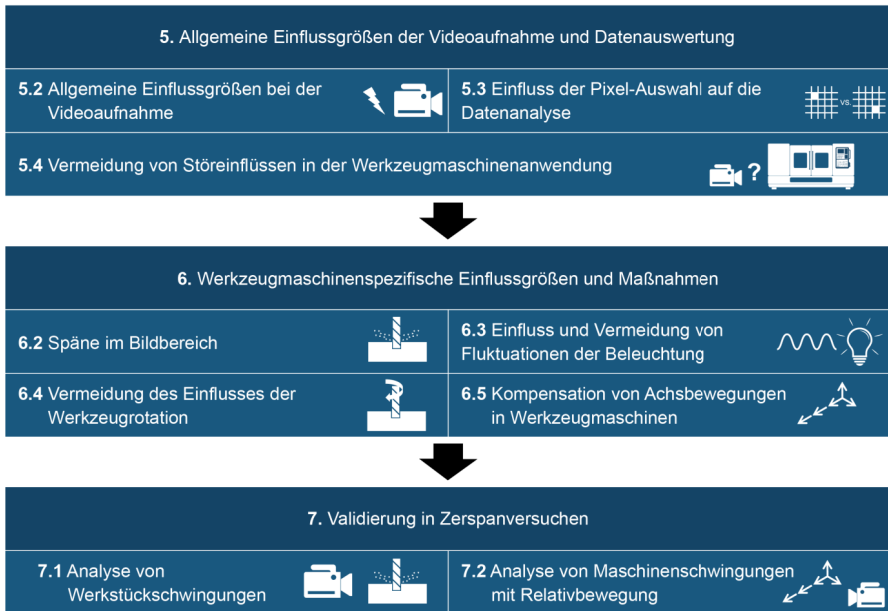 5. Allgemeine Einflussgrößen der Videoaufnahme und Datenauswertung
5.2 Allgemeine Einflussgrößen bei der
Videoaufnahme
5.3 Einfluss der Pixel-Auswahl auf die
Datenanalyse
vs.
5.4 Vermeidung von Störeinflüssen in der Werkzeugmaschinenanwendung
?
6. Werkzeugmaschinenspezifische Einflussgrößen und Maßnahmen
6.2 Späne im Bildbereich
6.3 Einfluss und Vermeidung von
Fluktuationen der Beleuchtung
6.4 Vermeidung des Einflusses der
Werkzeugrotation
6.5 Kompensation von Achsbewegungen
in Werkzeugmaschinen
7. Validierung in Zerspanversuchen
7.1 Analyse von
Werkstückschwingungen
7.2 Analyse von Maschinenschwingungen
mit Relativbewegung